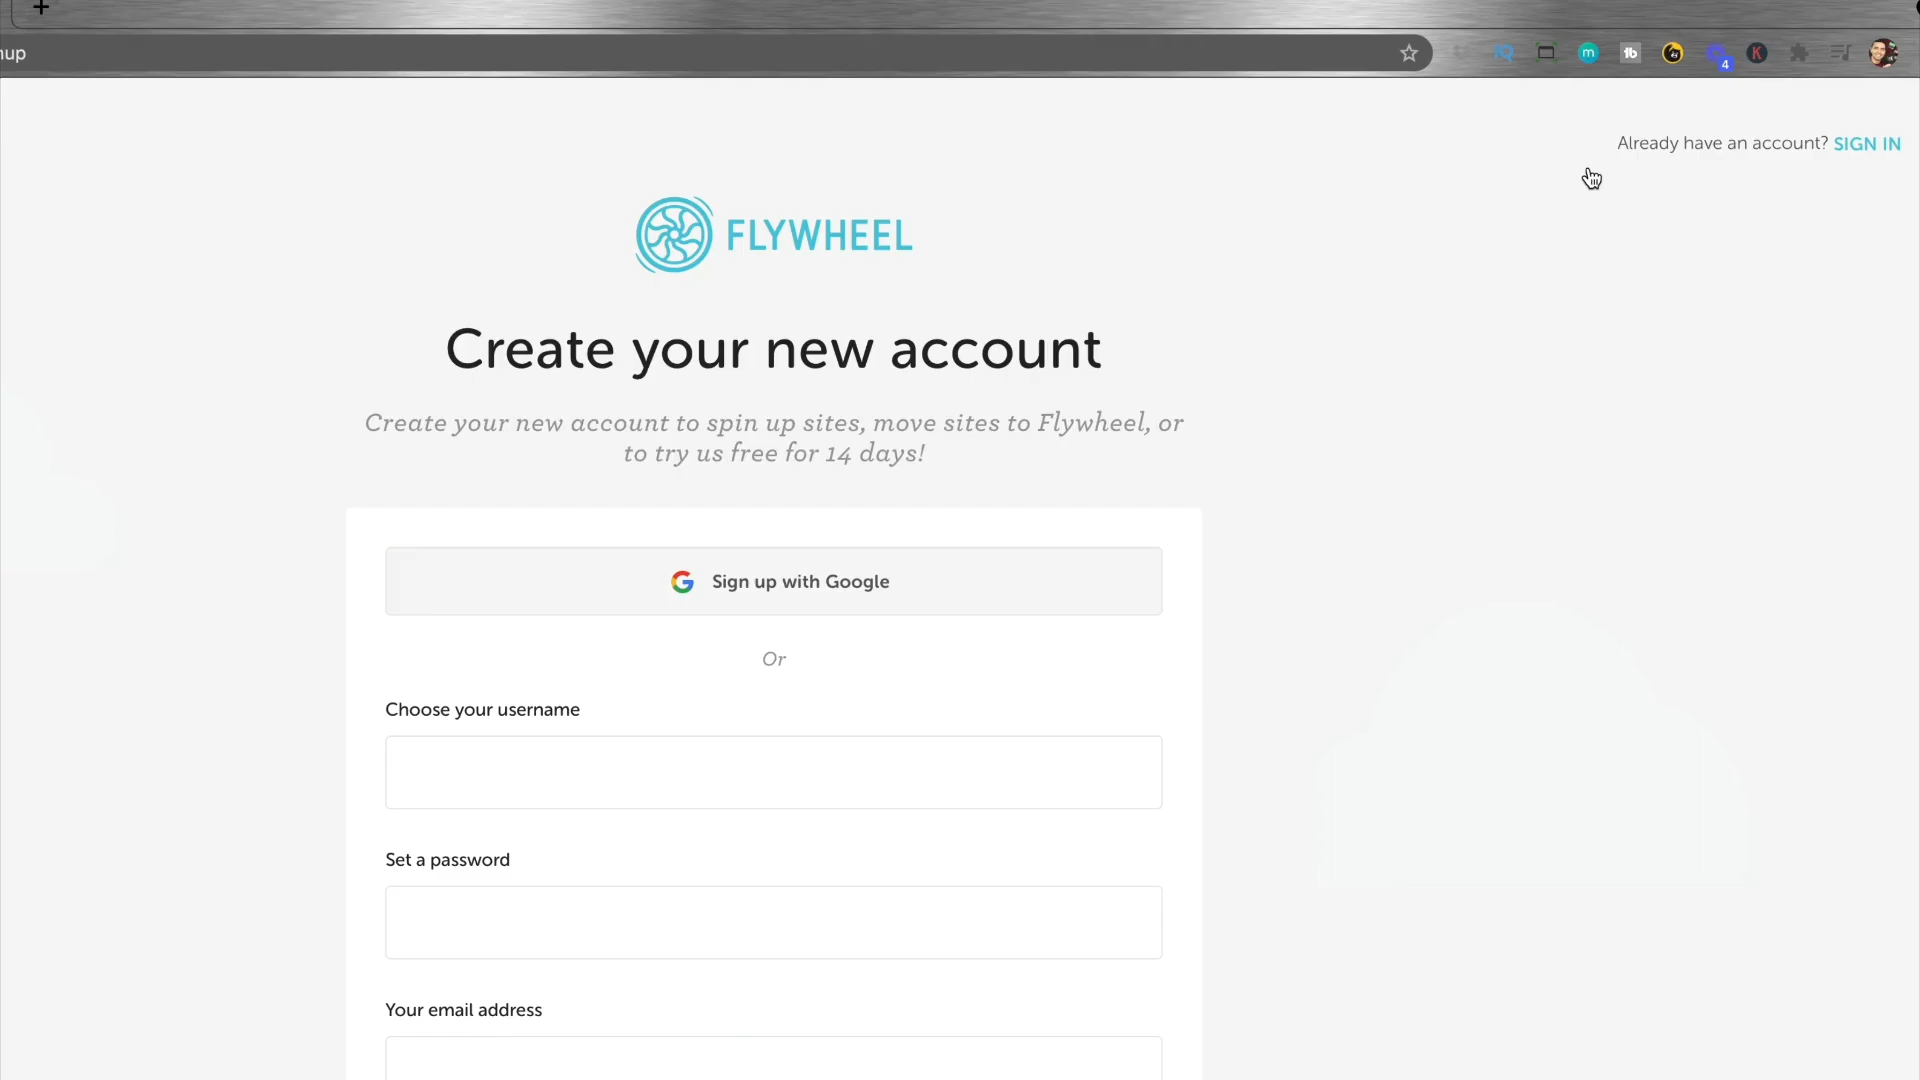 nup
4
Already have an account? SIGN IN
FLYWHEEL
Create your new account
Create your new account to spin up sites, move sites to Flywheel, or
to try us free for 14 days!
Sign up with Google
Or
Choose your username
Set a password
Your email address